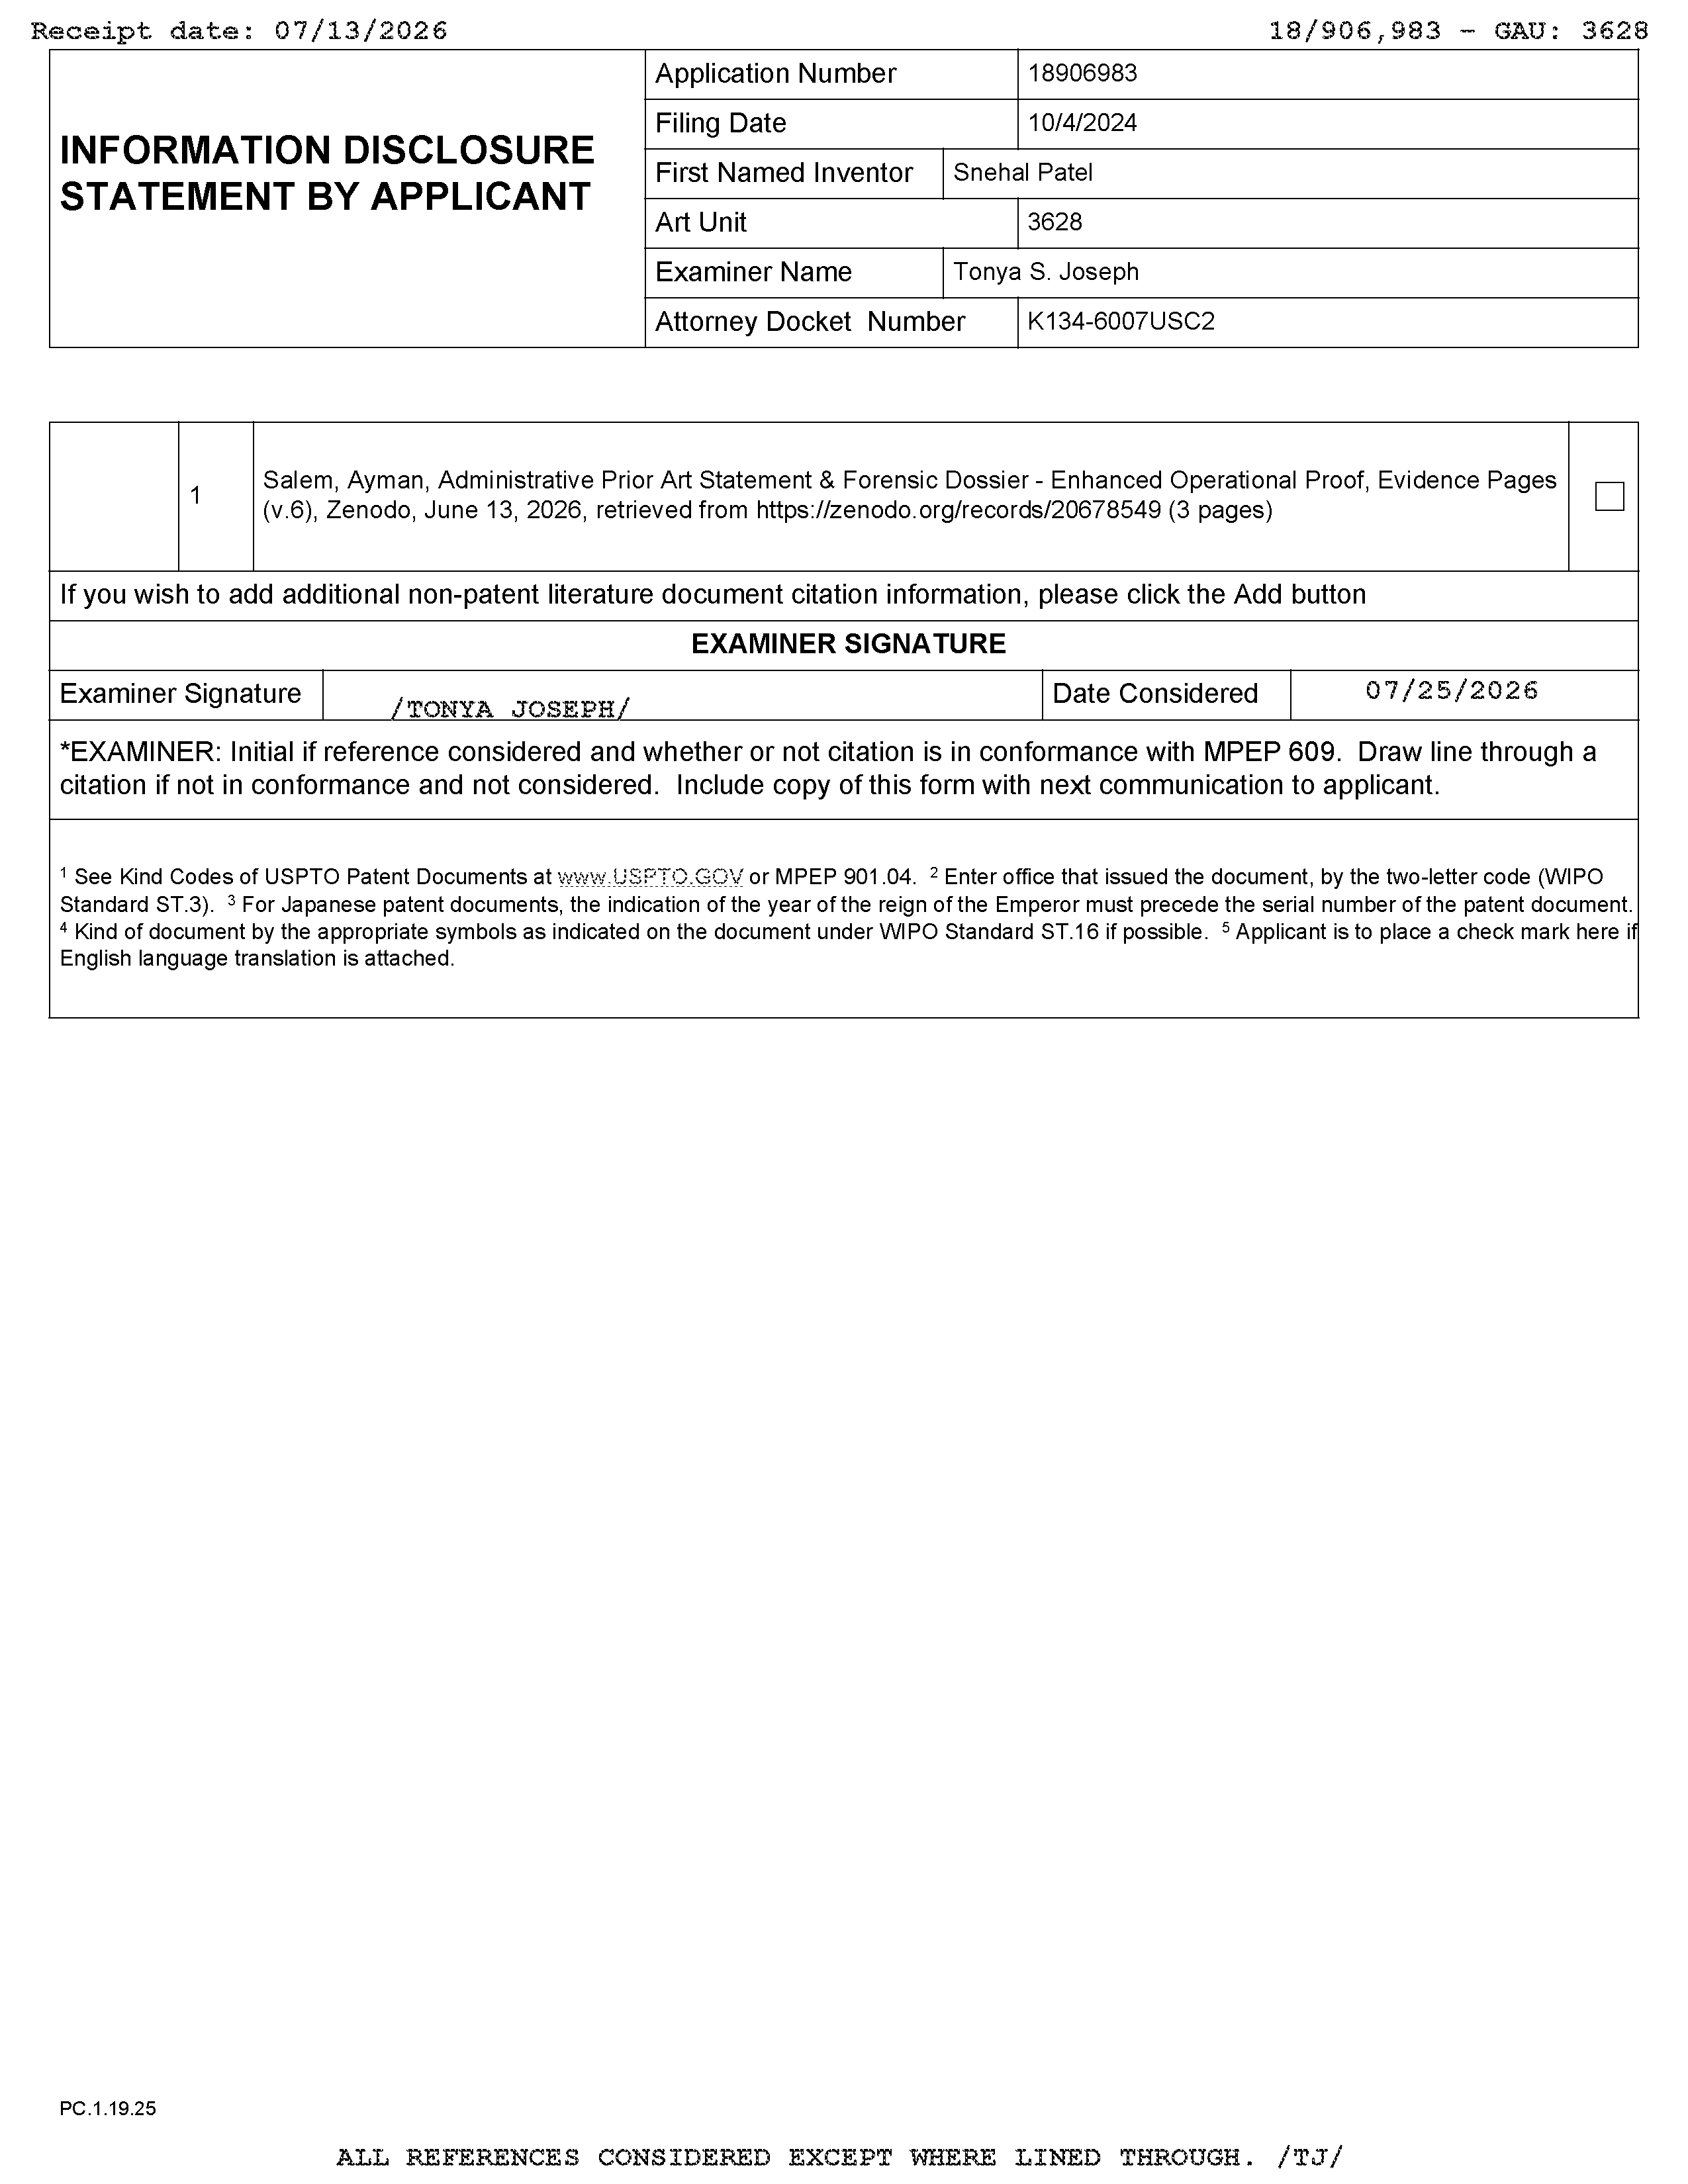 Receipt date: 07/13/2026 18/906,983 - GAU: 3628
INFORMATION DISCLOSURE
STATEMENT BY APPLICANT
Application Number 18906983
Filing Date 10/4/2024
First Named Inventor Snehal Patel
Art Unit 3628
Examiner Name Tonya S. Joseph
Attorney Docket Number K134-6007USC2
1
Salem, Ayman, Administrative Prior Art Statement & Forensic Dossier - Enhanced Operational Proof, Evidence Pages
(v.6), Zenodo, June 13, 2026, retrieved from https://zenodo.org/records/20678549 (3 pages)
If you wish to add additional non-patent literature document citation information, please click the Add button
EXAMINER SIGNATURE
Examiner Signature /TONYA JOSEPH/ Date Considered 07/25/2026
*EXAMINER: Initial if reference considered and whether or not citation is in conformance with MPEP 609. Draw line through a
citation if not in conformance and not considered. Include copy of this form with next communication to applicant.
1 See Kind Codes of USPTO Patent Documents at www.USPTO.GOV or MPEP 901.04. 2 Enter office that issued the document, by the two-letter code (WIPO
Standard ST.3). 3 For Japanese patent documents, the indication of the year of the reign of the Emperor must precede the serial number of the patent document.
4 Kind of document by the appropriate symbols as indicated on the document under WIPO Standard ST.16 if possible. 5 Applicant is to place a check mark here if
English language translation is attached.
PC.1.19.25
ALL REFERENCES CONSIDERED EXCEPT WHERE LINED THROUGH. /TJ/